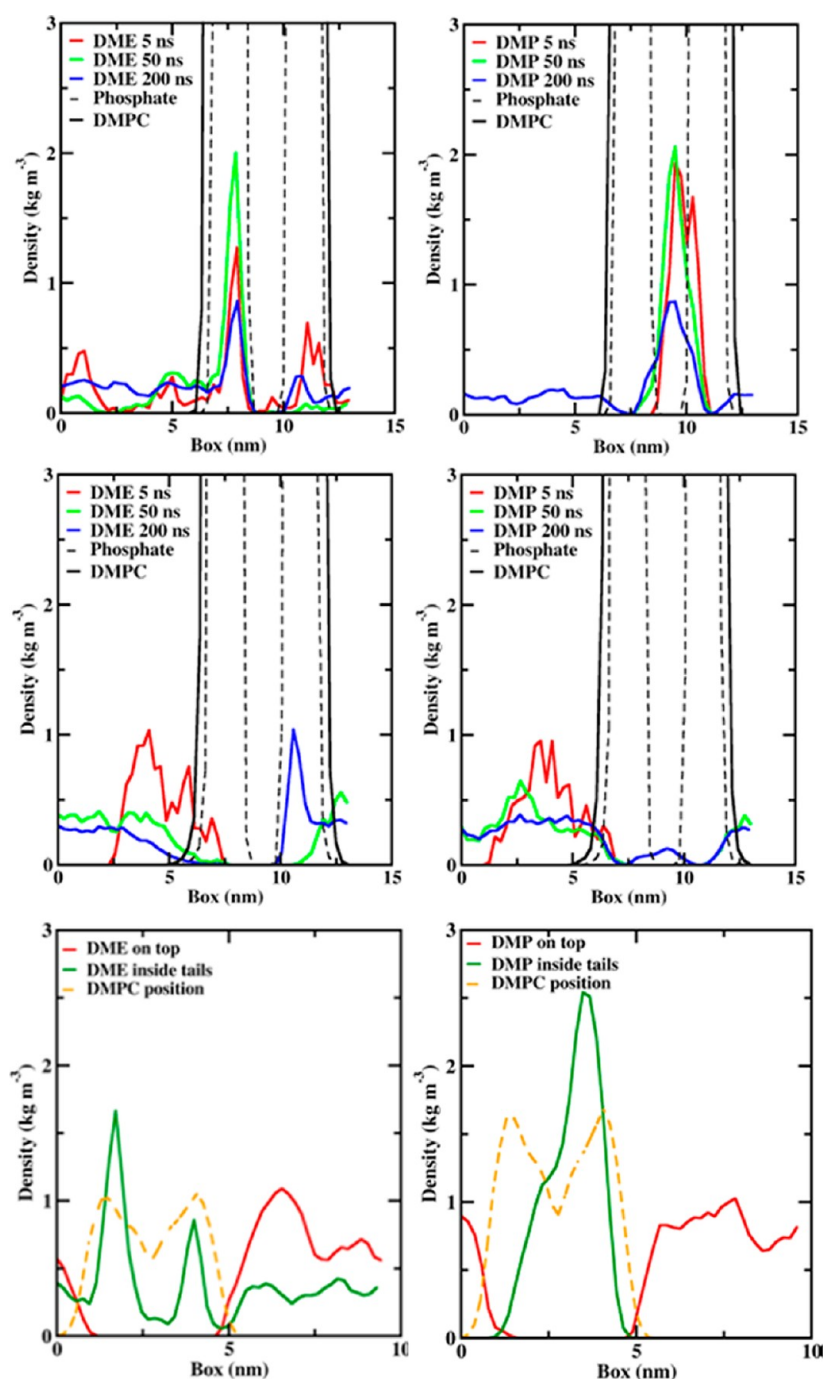 3
DME 5 ns
DME 50 ns
DME 200 ns
Phosphate
DMPC
2
1
0
0 5 10 15
Density (kg m-3)
Box (nm)
3
DMP 5 ns
DMP 50 ns
DMP 200 ns
Phosphate
DMPC
2
1
0
0 5 10 15
Density (kg m-3)
Box (nm)
3
DME 5 ns
DME 50 ns
DME 200 ns
Phosphate
DMPC
2
1
0
0 5 10 15
Density (kg m-3)
Box (nm)
3
DMP 5 ns
DMP 50 ns
DMP 200 ns
Phosphate
DMPC
2
1
0
0 5 10 15
Density (kg m-3)
Box (nm)
3
DME on top
DME inside tails
DMPC position
2
1
0
0 5 10
Density (kg m-3)
Box (nm)
3
DMP on top
DMP inside tails
DMPC position
2
1
0
0 5 10
Density (kg m-3)
Box (nm)